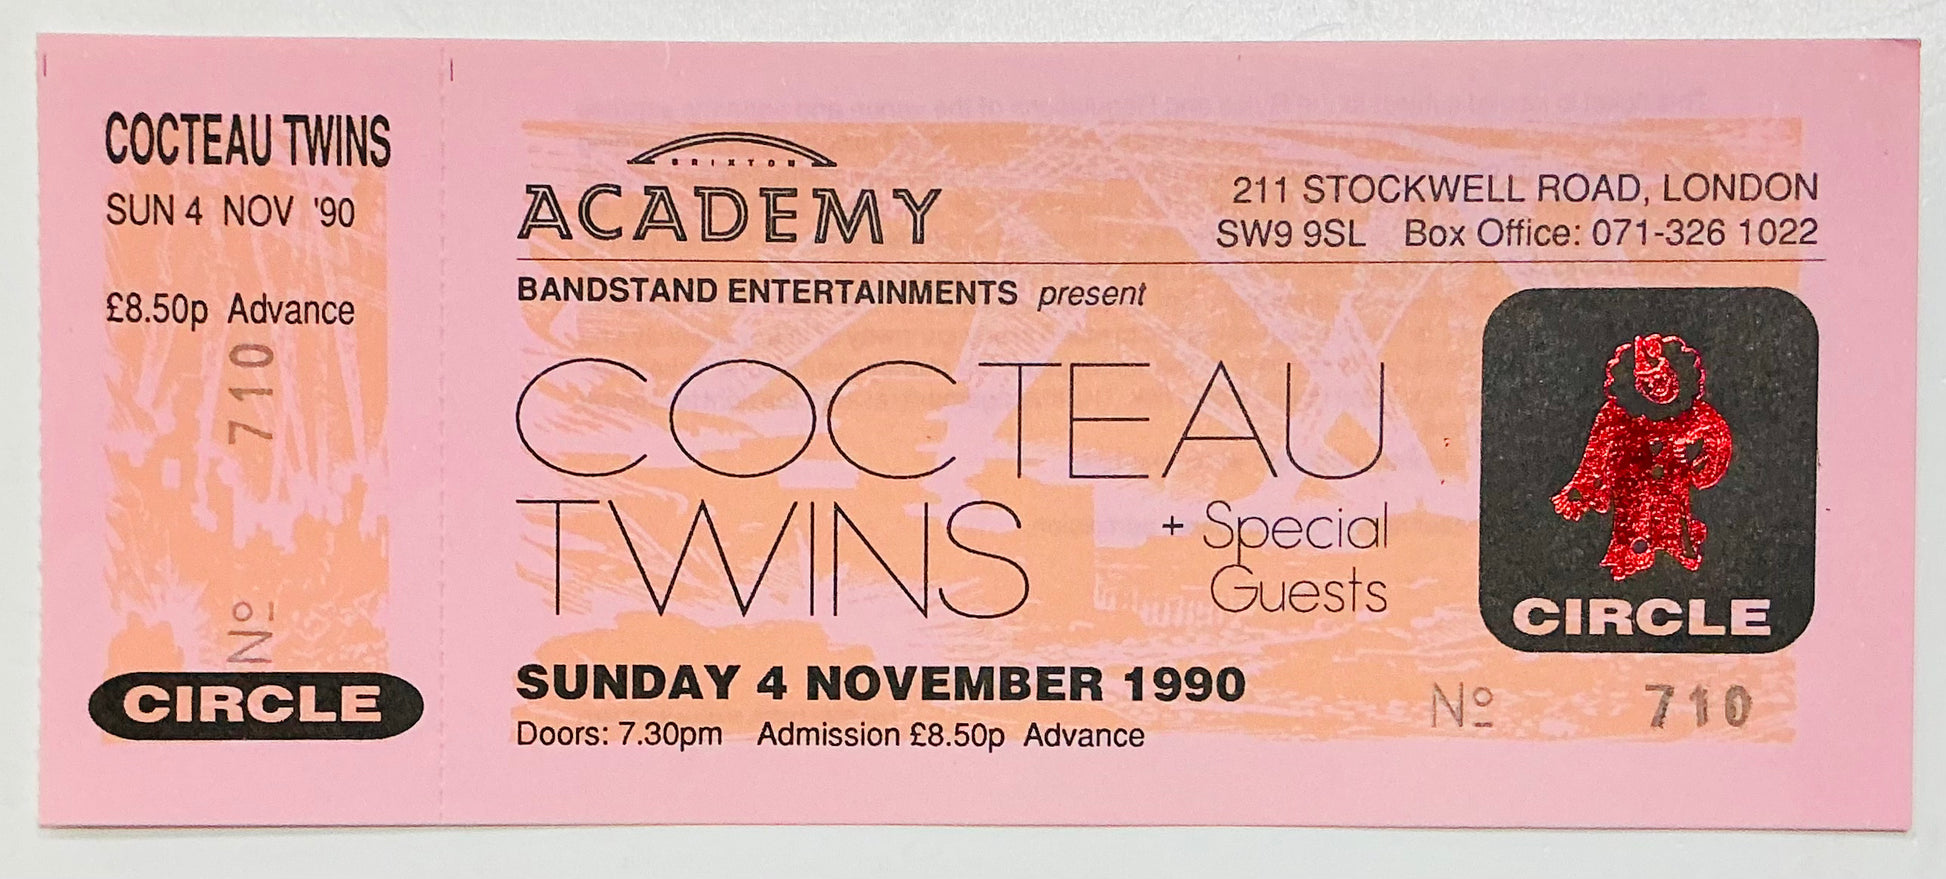 COCTEAU TWINS
SUN 4 NOV '90
£8.50p Advance
Nº 710
CIRCLE
BRIXTON
ACADEMY
211 STOCKWELL ROAD, LONDON
SW9 9SL Box Office: 071-326 1022
BANDSTAND ENTERTAINMENTS present
COCTEAU
TWINS
+ Special
Guests
CIRCLE
SUNDAY 4 NOVEMBER 1990
Doors: 7.30pm Admission £8.50p Advance
Nº 710